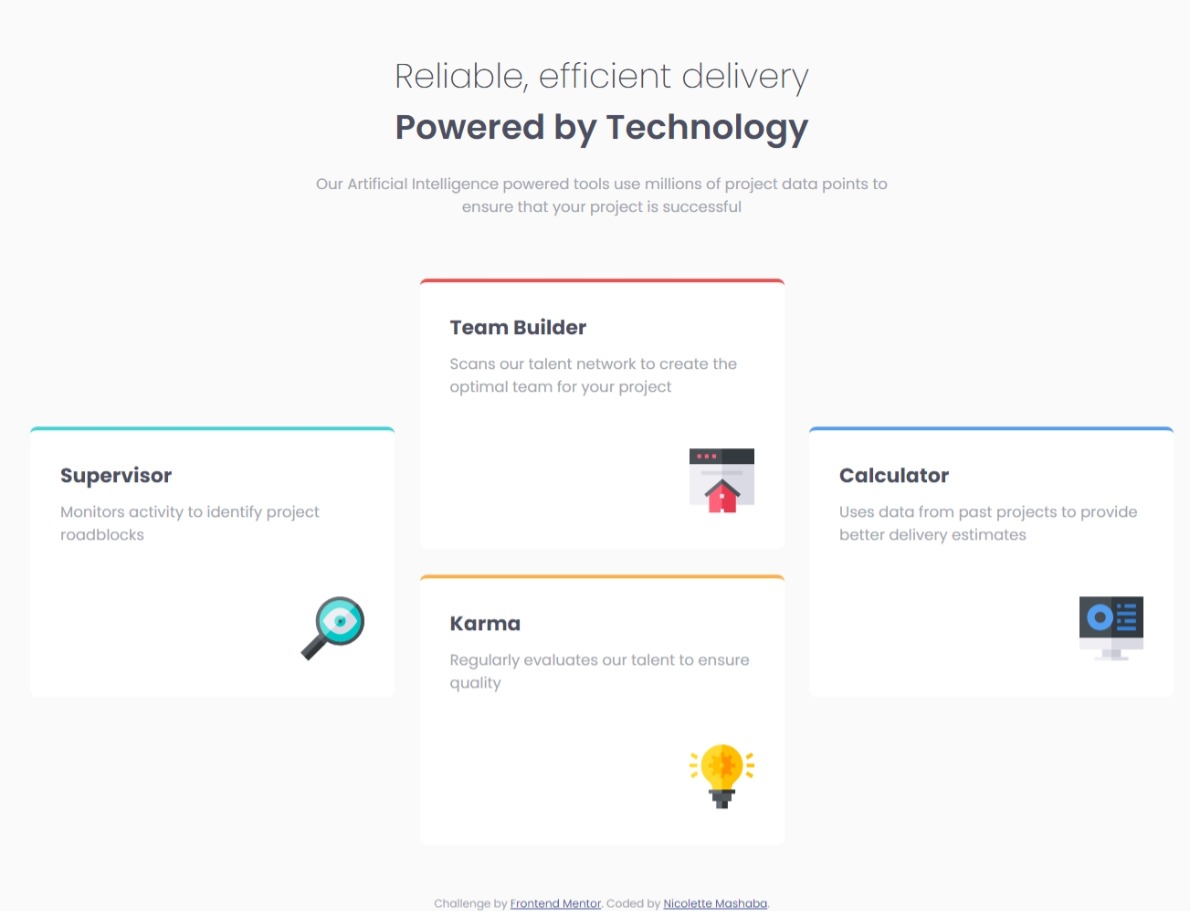 Reliable, efficient delivery
Powered by Technology
Our Artificial Intelligence powered tools use millions of project data points to
ensure that your project is successful
Team Builder
Scans our talent network to create the
optimal team for your project
Supervisor
Monitors activity to identify project
roadblocks
Calculator
Uses data from past projects to provide
better delivery estimates
Karma
Regularly evaluates our talent to ensure
quality
Challenge by Frontend Mentor. Coded by Nicolette Mashaba.